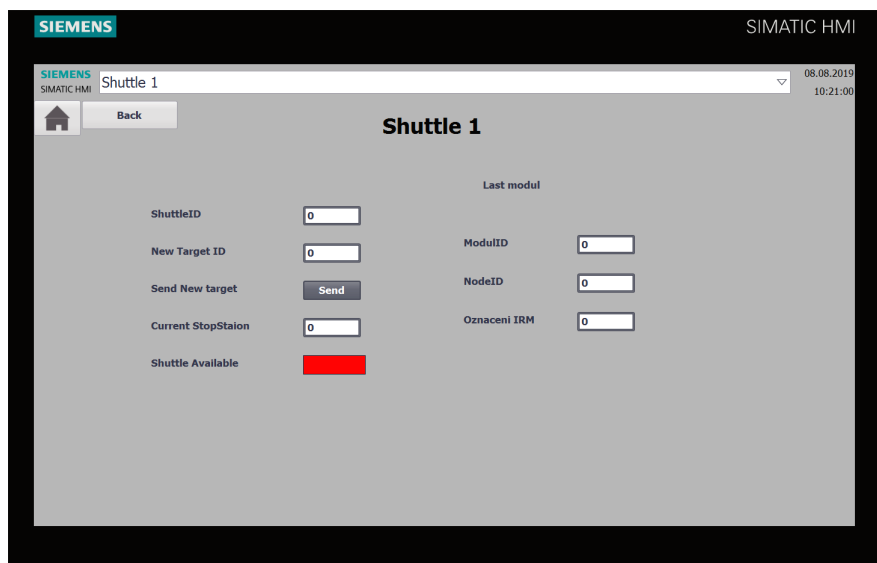 SIEMENS
SIMATIC HMI
SIEMENS
SIMATIC HMI
Shuttle 1
08.08.2019
10:21:00
Back
Shuttle 1
Last modul
ShuttleID
0
New Target ID
0
Send New target
Send
Current StopStaion
0
Shuttle Available
ModulID
0
NodeID
0
Oznaceni IRM
0